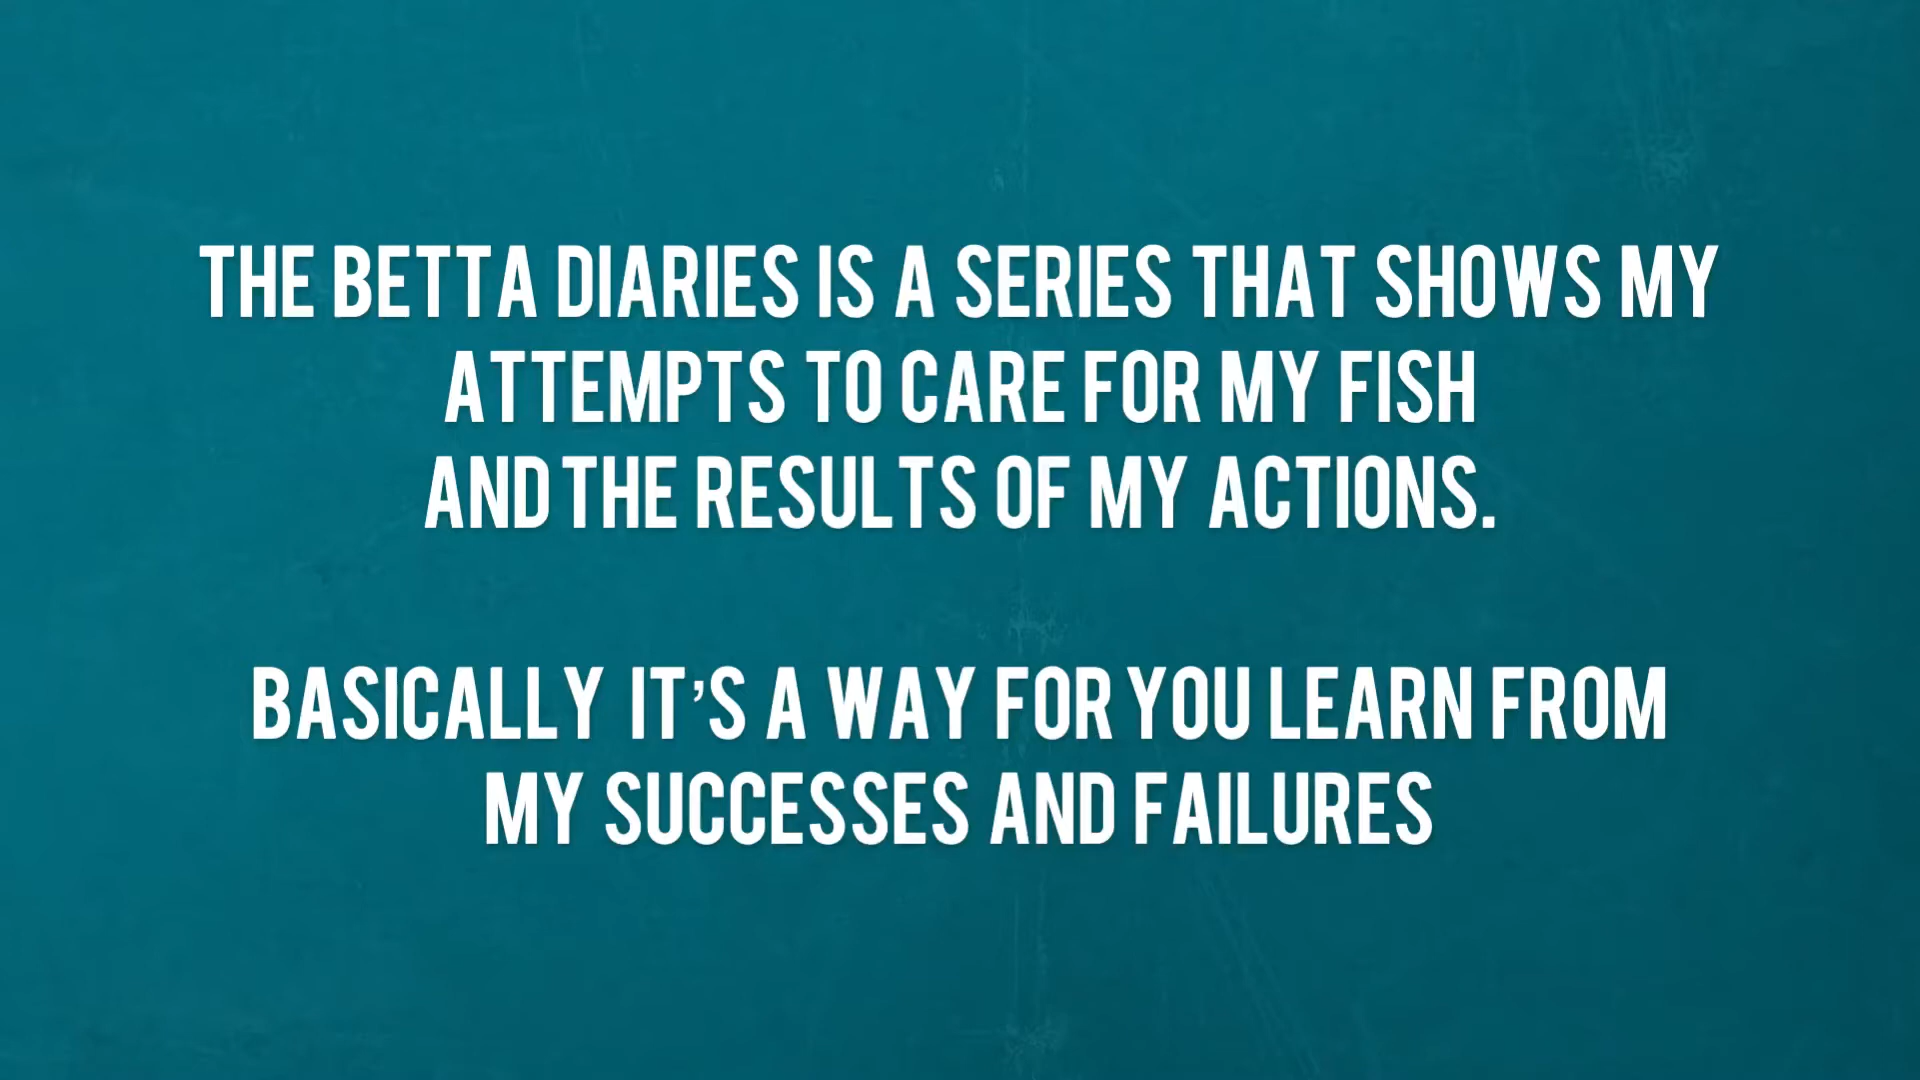 THE BETTA DIARIES IS A SERIES THAT SHOWS MY
ATTEMPTS TO CARE FOR MY FISH
AND THE RESULTS OF MY ACTIONS.
BASICALLY IT'S A WAY FOR YOU LEARN FROM
MY SUCCESSES AND FAILURES